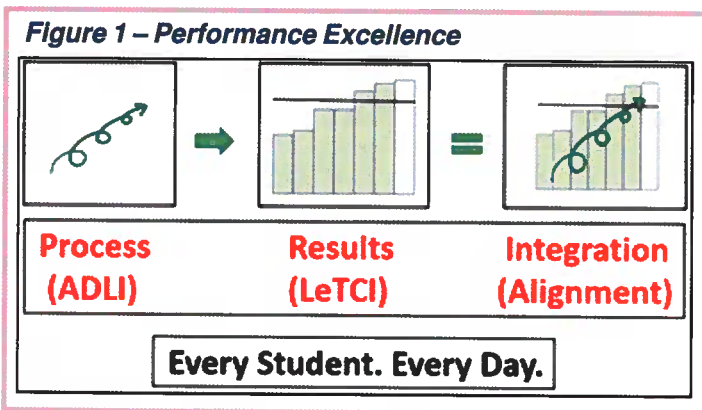 Figure 1 – Performance Excellence
Process Results Integration
(ADLI) (LeTCI) (Alignment)
Every Student. Every Day.